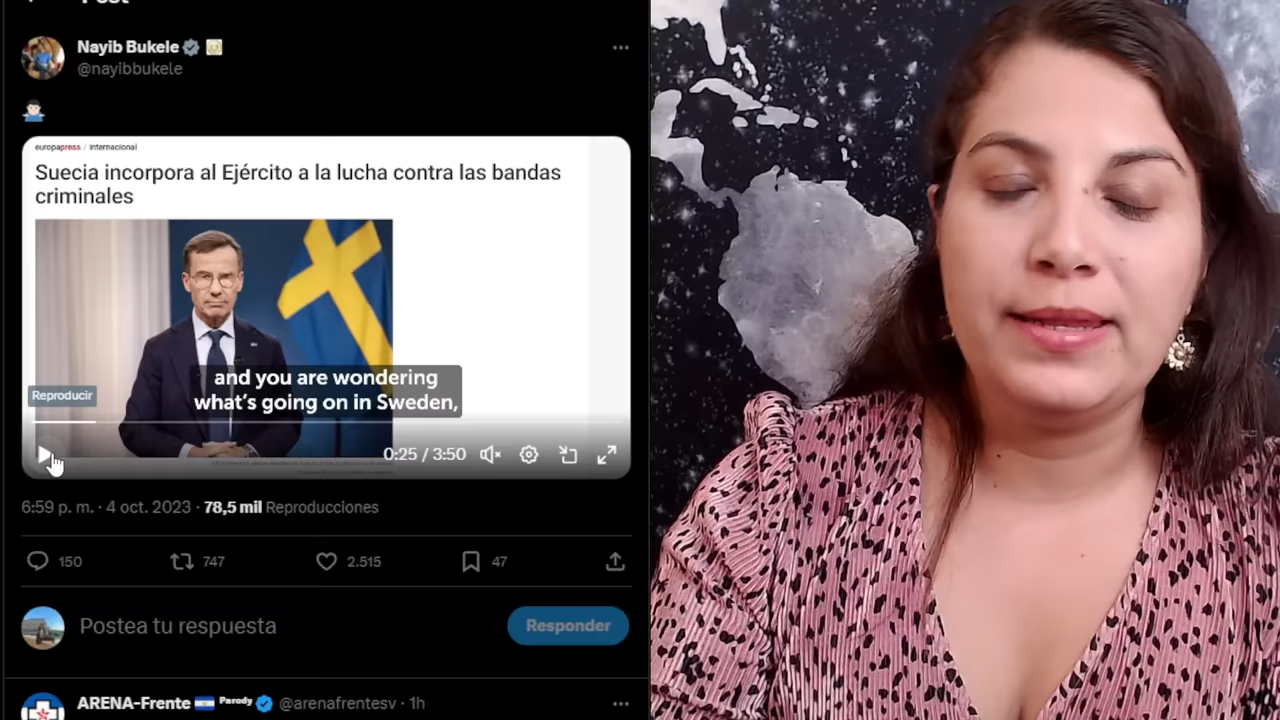 Post
Nayib Bukele
@nayibbukele
europapress / Internacional
Suecia incorpora al Ejército a la lucha contra las bandas
criminales
and you are wondering
what's going on in Sweden,
Reproducir
0:25 / 3:50
6:59 p. m. · 4 oct. 2023 · 78,5 mil Reproducciones
150 747 2.515 47
Postea tu respuesta
Responder
ARENA-Frente Parody @arenafrentesv · 1h